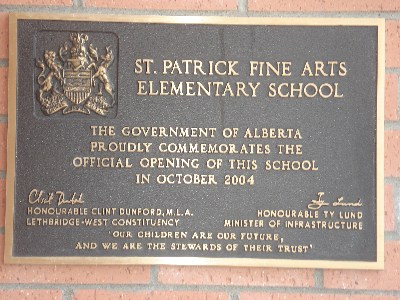 ST. PATRICK FINE ARTS
ELEMENTARY SCHOOL
THE GOVERNMENT OF ALBERTA
PROUDLY COMMEMORATES THE
OFFICIAL OPENING OF THIS SCHOOL
IN OCTOBER 2004
HONOURABLE CLINT DUNFORD, M.L.A.
LETHBRIDGE-WEST CONSTITUENCY
HONOURABLE TY LUND
MINISTER OF INFRASTRUCTURE
'OUR CHILDREN ARE OUR FUTURE,
AND WE ARE THE STEWARDS OF THEIR TRUST'